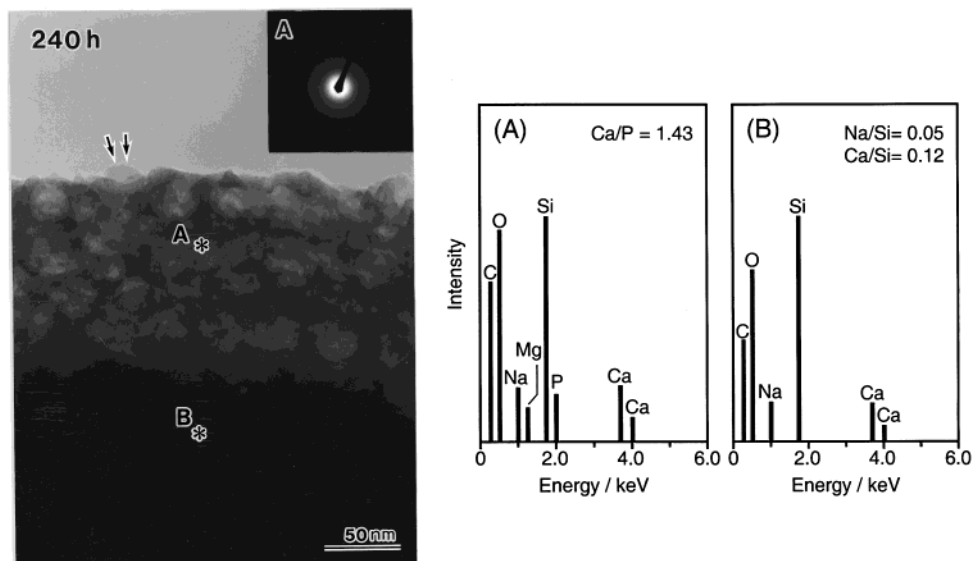 240 h
A
A
B
50 nm
(A)
Ca/P = 1.43
Intensity
C
O
Na
Mg
Si
P
Ca
Ca
0
2.0
4.0
6.0
Energy / keV
(B)
Na/Si= 0.05
Ca/Si= 0.12
C
O
Na
Si
Ca
Ca
0
2.0
4.0
6.0
Energy / keV